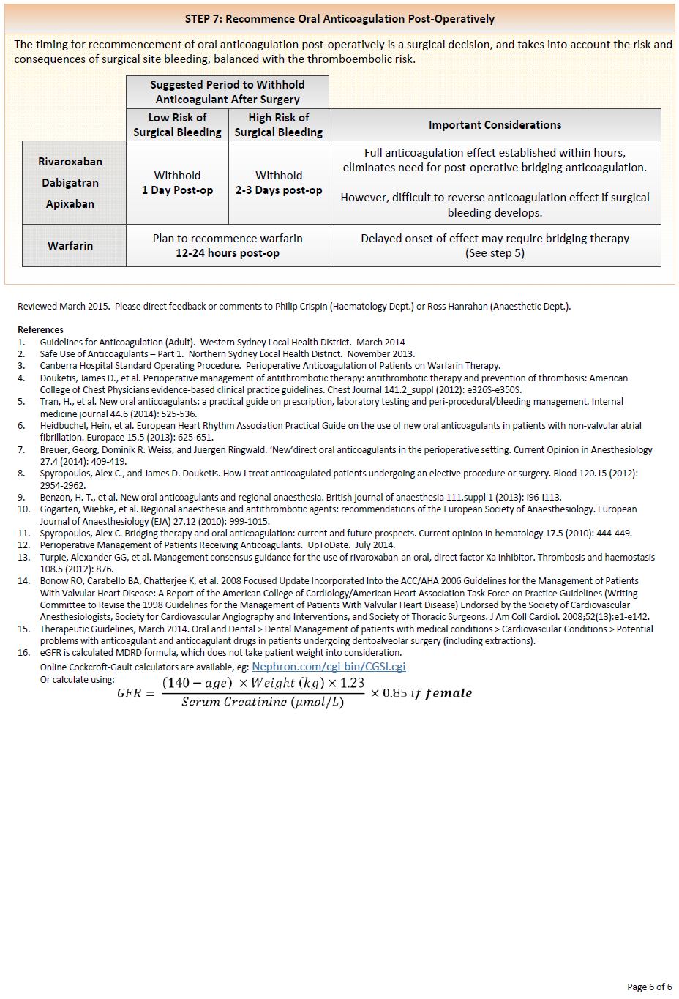 STEP 7: Recommence Oral Anticoagulation Post-Operatively
The timing for recommencement of oral anticoagulation post-operatively is a surgical decision, and takes into account the risk and
consequences of surgical site bleeding, balanced with the thromboembolic risk.
Suggested Period to Withhold
Anticoagulant After Surgery
Low Risk of
Surgical Bleeding
High Risk of
Surgical Bleeding
Important Considerations
Rivaroxaban
Dabigatran
Apixaban
Withhold
1 Day Post-op
Withhold
2-3 Days post-op
Full anticoagulation effect established within hours,
eliminates need for post-operative bridging anticoagulation.
However, difficult to reverse anticoagulation effect if surgical
bleeding develops.
Warfarin
Plan to recommence warfarin
12-24 hours post-op
Delayed onset of effect may require bridging therapy
(See step 5)
Reviewed March 2015.  Please direct feedback or comments to Philip Crispin (Haematology Dept.) or Ross Hanrahan (Anaesthetic Dept.).
References
1. Guidelines for Anticoagulation (Adult).  Western Sydney Local Health District.  March 2014
2. Safe Use of Anticoagulants – Part 1.  Northern Sydney Local Health District.  November 2013.
3. Canberra Hospital Standard Operating Procedure.  Perioperative Anticoagulation of Patients on Warfarin Therapy.
4. Douketis, James D., et al. Perioperative management of antithrombotic therapy: antithrombotic therapy and prevention of thrombosis: American
College of Chest Physicians evidence-based clinical practice guidelines. Chest Journal 141.2_suppl (2012): e326S-e350S.
5. Tran, H., et al. New oral anticoagulants: a practical guide on prescription, laboratory testing and peri-procedural/bleeding management. Internal
medicine journal 44.6 (2014): 525-536.
6. Heidbuchel, Hein, et al. European Heart Rhythm Association Practical Guide on the use of new oral anticoagulants in patients with non-valvular atrial
fibrillation. Europace 15.5 (2013): 625-651.
7. Breuer, Georg, Dominik R. Weiss, and Juergen Ringwald. ‘New’direct oral anticoagulants in the perioperative setting. Current Opinion in Anesthesiology
27.4 (2014): 409-419.
8. Spyropoulos, Alex C., and James D. Douketis. How I treat anticoagulated patients undergoing an elective procedure or surgery. Blood 120.15 (2012):
2954-2962.
9. Benzon, H. T., et al. New oral anticoagulants and regional anaesthesia. British journal of anaesthesia 111.suppl 1 (2013): i96-i113.
10. Gogarten, Wiebke, et al. Regional anaesthesia and antithrombotic agents: recommendations of the European Society of Anaesthesiology. European
Journal of Anaesthesiology (EJA) 27.12 (2010): 999-1015.
11. Spyropoulos, Alex C. Bridging therapy and oral anticoagulation: current and future prospects. Current opinion in hematology 17.5 (2010): 444-449.
12. Perioperative Management of Patients Receiving Anticoagulants.  UpToDate.  July 2014.
13. Turpie, Alexander GG, et al. Management consensus guidance for the use of rivaroxaban-an oral, direct factor Xa inhibitor. Thrombosis and haemostasis
108.5 (2012): 876.
14. Bonow RO, Carabello BA, Chatterjee K, et al. 2008 Focused Update Incorporated Into the ACC/AHA 2006 Guidelines for the Management of Patients
With Valvular Heart Disease: A Report of the American College of Cardiology/American Heart Association Task Force on Practice Guidelines (Writing
Committee to Revise the 1998 Guidelines for the Management of Patients With Valvular Heart Disease) Endorsed by the Society of Cardiovascular
Anesthesiologists, Society for Cardiovascular Angiography and Interventions, and Society of Thoracic Surgeons. J Am Coll Cardiol. 2008;52(13):e1-e142.
15. Therapeutic Guidelines, March 2014. Oral and Dental > Dental Management of patients with medical conditions > Cardiovascular Conditions > Potential
problems with anticoagulant and anticoagulant drugs in patients undergoing dentoalveolar surgery (including extractions).
16. eGFR is calculated MDRD formula, which does not take patient weight into consideration.
Online Cockcroft-Gault calculators are available, eg: Nephron.com/cgi-bin/CGSI.cgi
Or calculate using:
GFR = (140 – age) × Weight (kg) × 1.23 / Serum Creatinine (μmol/L) × 0.85 if female
Page 6 of 6